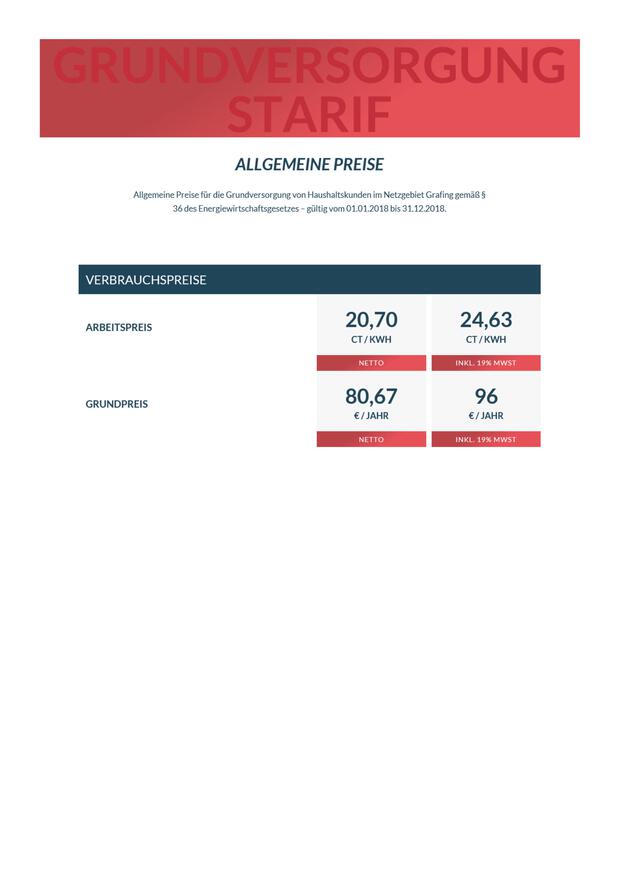 GRUNDVERSORGUNG
STARIF
ALLGEMEINE PREISE
Allgemeine Preise für die Grundversorgung von Haushaltskunden im Netzgebiet Grafing gemäß §
36 des Energiewirtschaftsgesetzes – gültig vom 01.01.2018 bis 31.12.2018.
VERBRAUCHSPREISE
ARBEITSPREIS
20,70
CT / KWH
NETTO
24,63
CT / KWH
INKL. 19% MWST
GRUNDPREIS
80,67
€ / JAHR
NETTO
96
€ / JAHR
INKL. 19% MWST